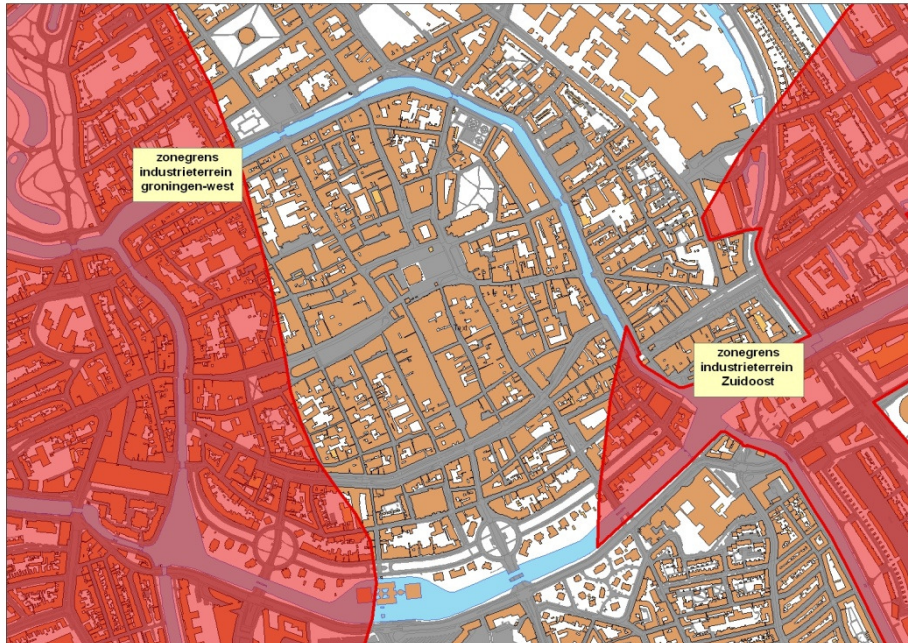 zonegrens
industrieterrein
groningen-west
zonegrens
industrieterrein
Zuidoost